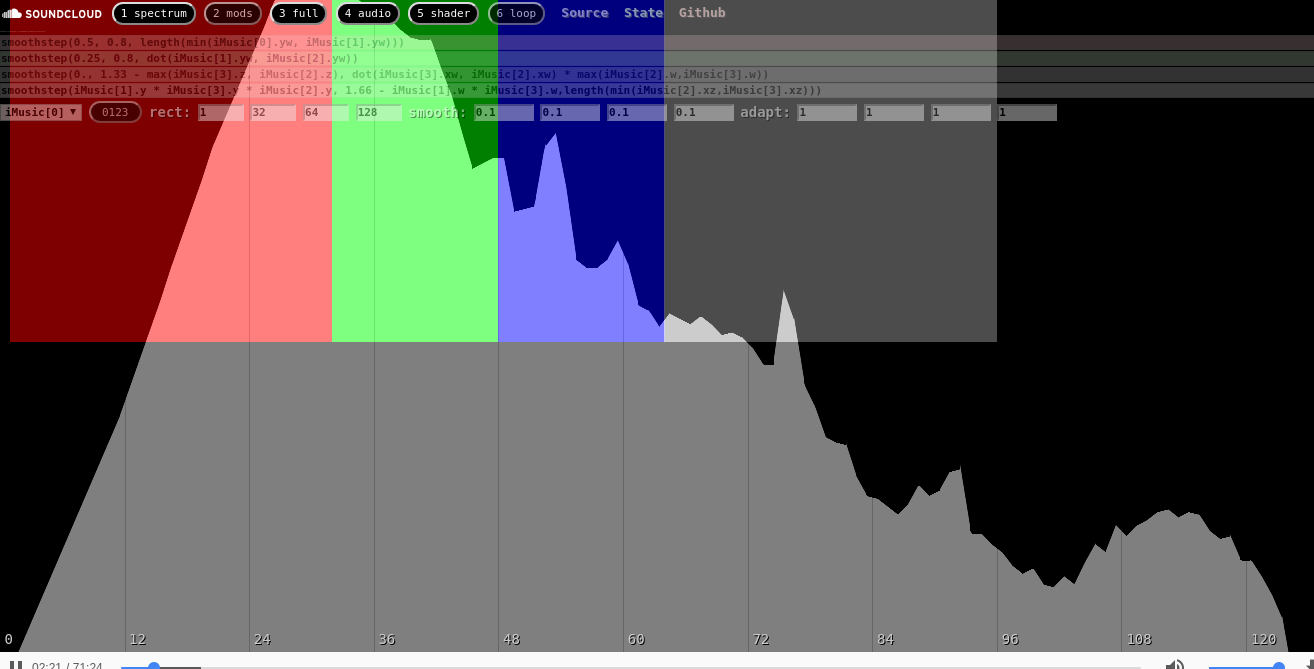 SOUNDCLOUD 1 spectrum 2 mods 3 full 4 audio 5 shader 6 loop Source State Github
smoothstep(0.5, 0.8, length(min(iMusic[0].yw, iMusic[1].yw)))
smoothstep(0.25, 0.8, dot(iMusic[1].yw, iMusic[2].yw))
smoothstep(0., 1.33 - max(iMusic[3].z, iMusic[2].z), dot(iMusic[3].xw, iMusic[2].xw) * max(iMusic[2].w,iMusic[3].w))
smoothstep(iMusic[1].y * iMusic[3].y * iMusic[2].y, 1.66 - iMusic[1].w * iMusic[3].w,length(min(iMusic[2].xz,iMusic[3].xz)))
iMusic[0] ▼ 0123 rect: 1 32 64 128 smooth: 0.1 0.1 0.1 0.1 adapt: 1 1 1 1
0 12 24 36 48 60 72 84 96 108 120
02:21 / 71:24